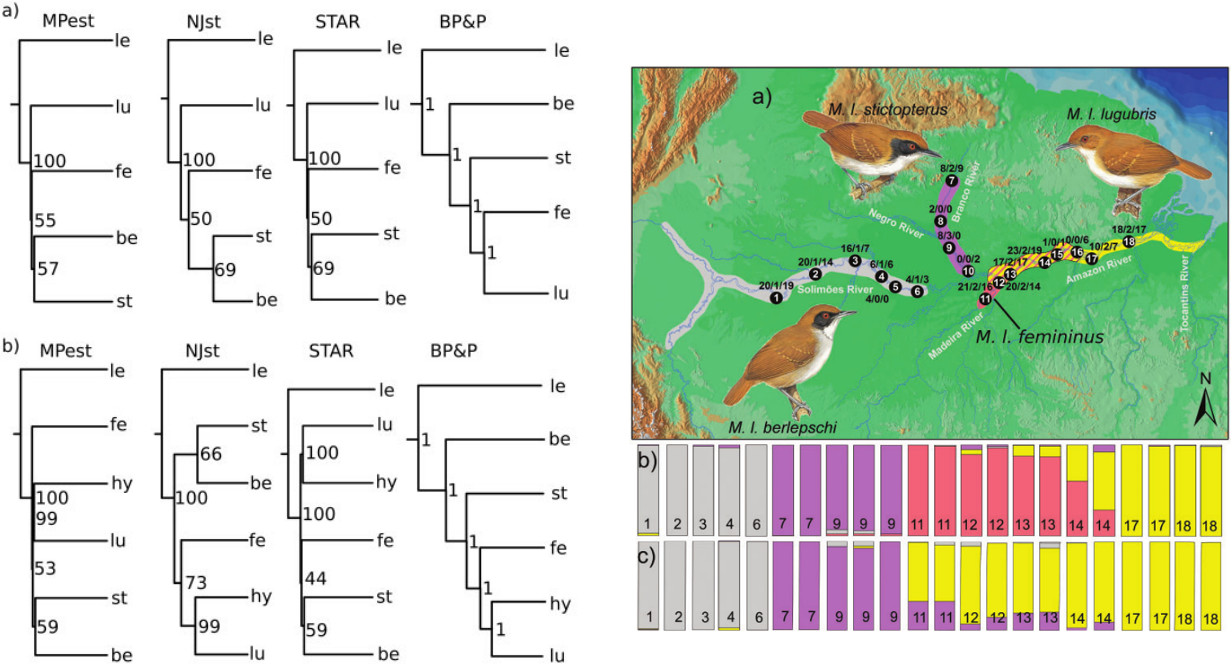 a)
MPest NJst STAR BP&P
le
lu
100
fe
55
be
57
st
le
lu
100
fe
50
st
69
be
le
lu
100
fe
50
st
69
be
le
1
be
1
st
1
fe
1
lu
b)
MPest NJst STAR BP&P
le
fe
hy
100
99
lu
53
st
59
be
le
st
66
be
100
fe
73
hy
99
lu
le
lu
100
hy
100
fe
44
st
59
be
le
1
be
1
st
1
fe
1
hy
1
lu
a)
M. l. stictopterus
M. l. lugubris
8/2/9
7
Branco River
2/0/0
8
Negro River
8/3/0
9
0/0/2
10
18/2/17
18
10/2/7
17
0/0/6
16
1/0/1
15
23/2/19
14
17/2/17
13
20/2/14
12
21/2/16
11
Amazon River
Tocantins River
Madeira River
M. l. femininus
16/1/7
3
20/1/14
2
6/1/6
4
4/1/3
6
4/0/0
5
20/1/19
1
Solimões River
M. l. berlepschi
N
b)
1 2 3 4 6 7 7 9 9 9 11 11 12 12 13 13 14 14 17 17 18 18
c)
1 2 3 4 6 7 7 9 9 9 11 11 12 12 13 13 14 14 17 17 18 18